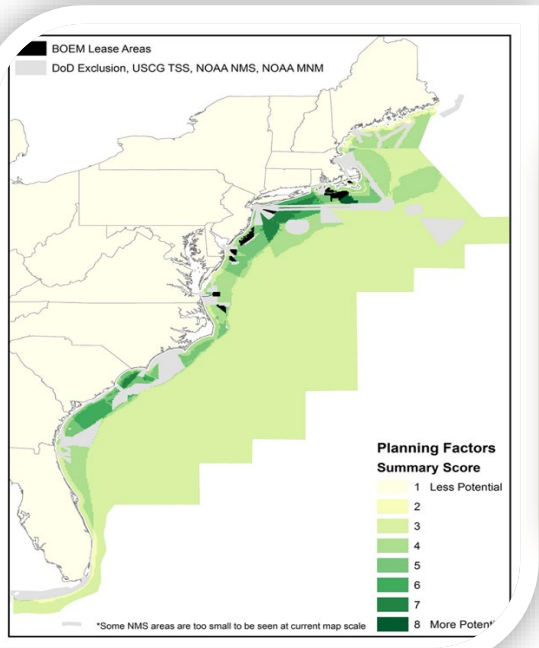 BOEM Lease Areas
DoD Exclusion, USCG TSS, NOAA NMS, NOAA MNM
Planning Factors
Summary Score
1 Less Potential
2
3
4
5
6
7
8 More Potenti
*Some NMS areas are too small to be seen at current map scale